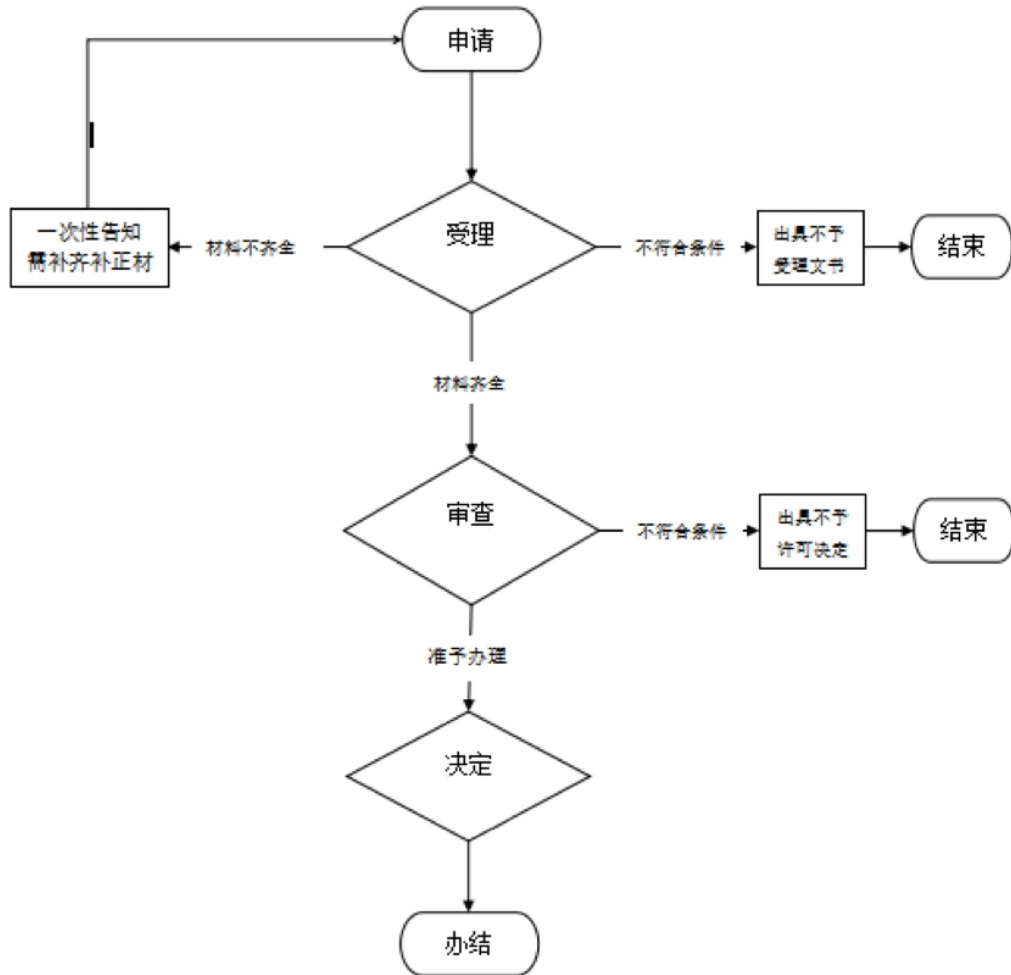 申请
受理
一次性告知
需补齐补正材
材料不齐全
不符合条件
出具不予
受理文书
结束
材料齐全
审查
不符合条件
出具不予
许可决定
结束
准予办理
决定
办结